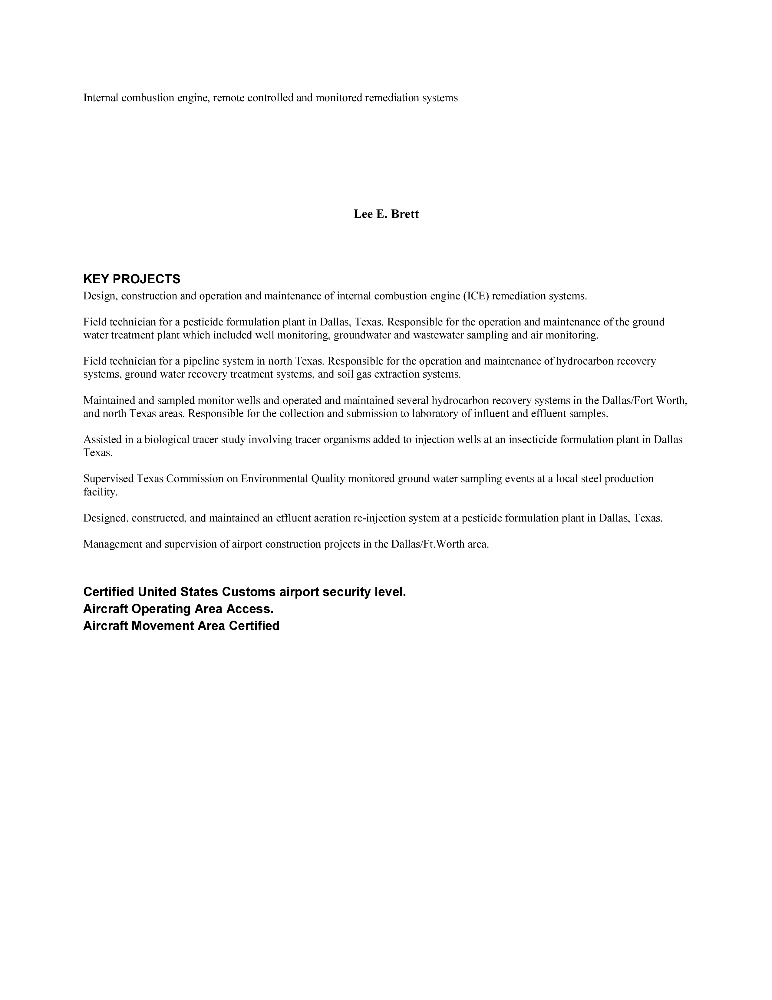 Internal combustion engine, remote controlled and monitored remediation systems
Lee E. Brett
KEY PROJECTS
Design, construction and operation and maintenance of internal combustion engine (ICE) remediation systems.
Field technician for a pesticide formulation plant in Dallas, Texas. Responsible for the operation and maintenance of the ground
water treatment plant which included well monitoring, groundwater and wastewater sampling and air monitoring.
Field technician for a pipeline system in north Texas. Responsible for the operation and maintenance of hydrocarbon recovery
systems, ground water recovery treatment systems, and soil gas extraction systems.
Maintained and sampled monitor wells and operated and maintained several hydrocarbon recovery systems in the Dallas/Fort Worth,
and north Texas areas. Responsible for the collection and submission to laboratory of influent and effluent samples.
Assisted in a biological tracer study involving tracer organisms added to injection wells at an insecticide formulation plant in Dallas
Texas.
Supervised Texas Commission on Environmental Quality monitored ground water sampling events at a local steel production
facility.
Designed, constructed, and maintained an effluent aeration re-injection system at a pesticide formulation plant in Dallas, Texas.
Management and supervision of airport construction projects in the Dallas/Ft.Worth area.
Certified United States Customs airport security level.
Aircraft Operating Area Access.
Aircraft Movement Area Certified